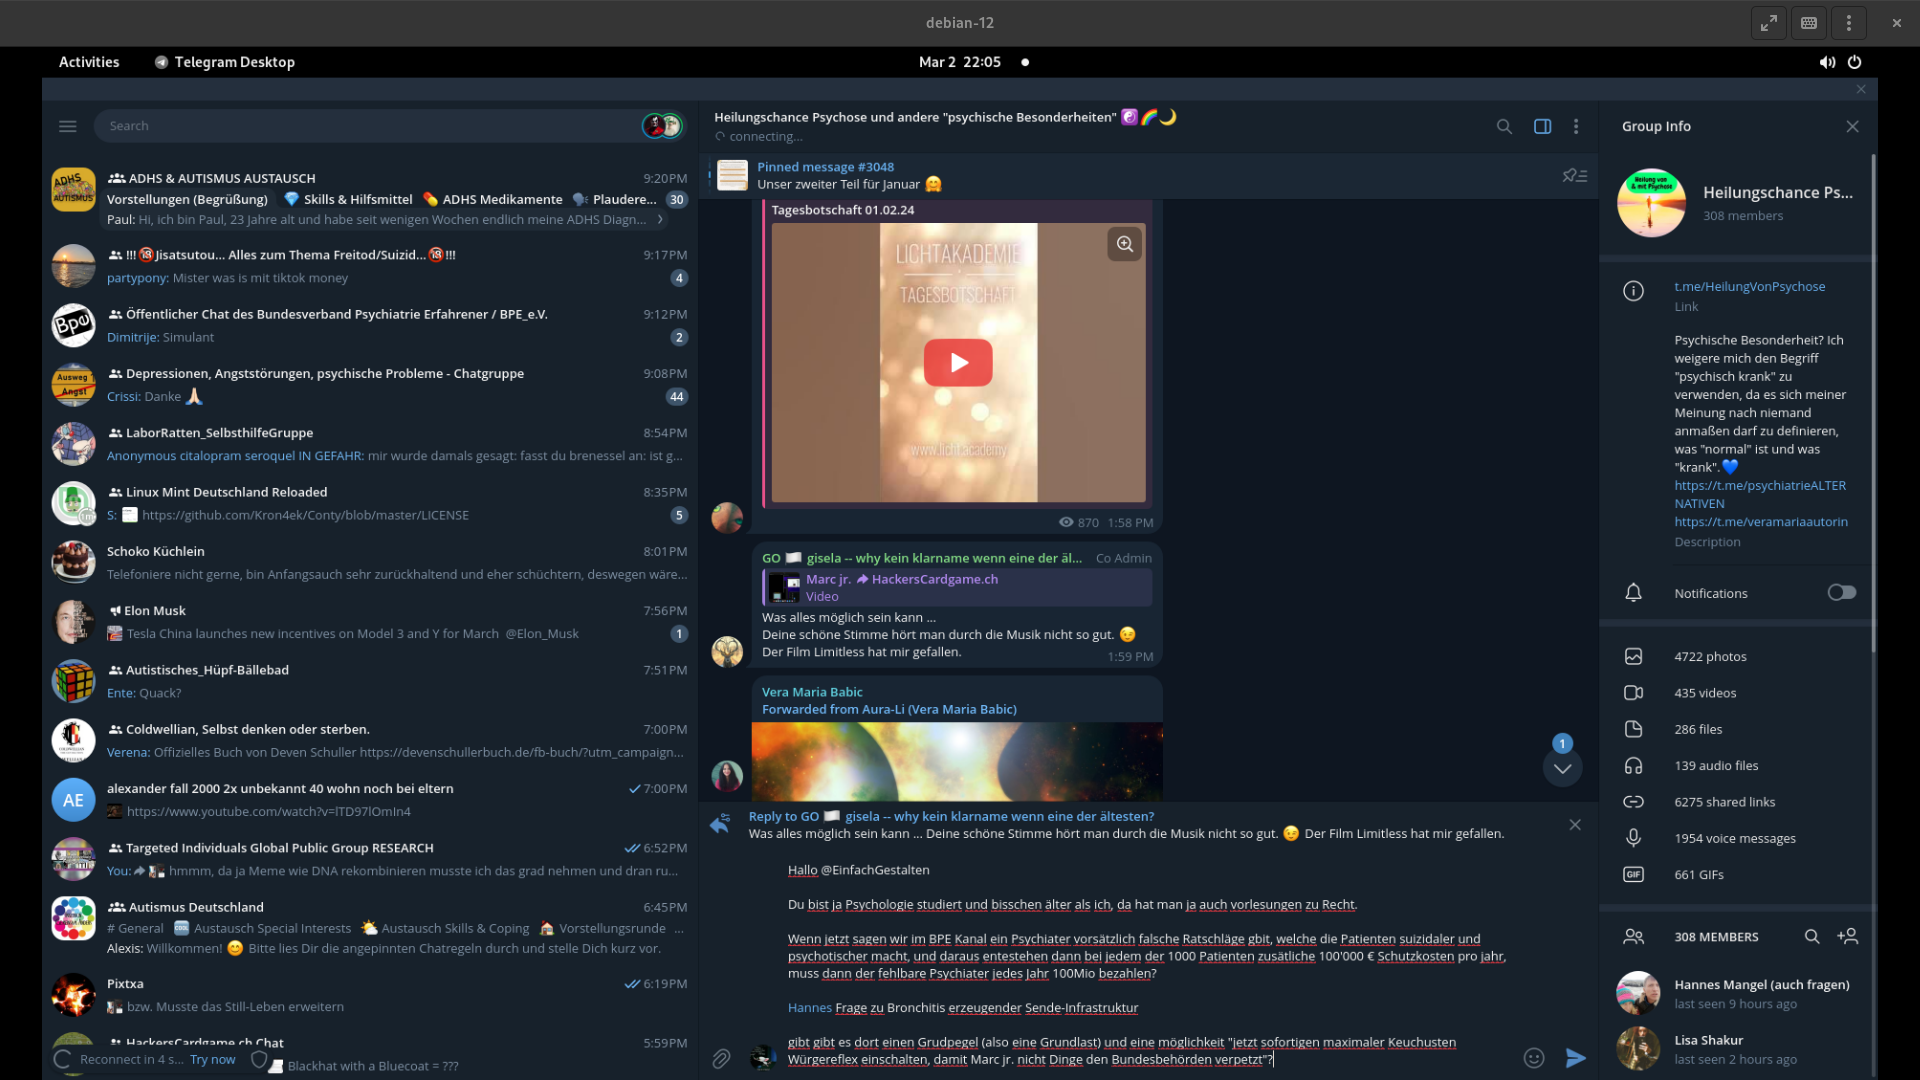 debian-12
Activities
Telegram Desktop
Mar 2 22:05
Search
ADHS & AUTISMUS AUSTAUSCH
9:20PM
Vorstellungen (Begrüßung) Skills & Hilfsmittel ADHS Medikamente Plaudere...
30
Paul: Hi, ich bin Paul, 23 Jahre alt und habe seit wenigen Wochen endlich meine ADHS Diagn...
!!!🔞Jisatsutou... Alles zum Thema Freitod/Suizid...🔞!!!
9:17PM
partypony: Mister was is mit tiktok money
4
Bpe
Öffentlicher Chat des Bundesverband Psychiatrie Erfahrener / BPE_e.V.
9:12PM
Dimitrije: Simulant
2
Ausweg
Angst
Depressionen, Angststörungen, psychische Probleme - Chatgruppe
9:08PM
Crissi: Danke 🙏🏻
44
LaborRatten_SelbsthilfeGruppe
8:54PM
Anonymous citalopram seroquel IN GEFAHR: mir wurde damals gesagt: fasst du brenessel an: ist g...
Linux Mint Deutschland Reloaded
8:35PM
S: https://github.com/Kron4ek/Conty/blob/master/LICENSE
5
Schoko Küchlein
8:01PM
Telefoniere nicht gerne, bin Anfangsauch sehr zurückhaltend und eher schüchtern, deswegen wäre...
Elon Musk
7:56PM
Tesla China launches new incentives on Model 3 and Y for March @Elon_Musk
1
Autistisches_Hüpf-Bällebad
7:51PM
Ente: Quack?
Coldwellian, Selbst denken oder sterben.
7:00PM
Verena: Offizielles Buch von Deven Schuller https://devenschullerbuch.de/fb-buch/?utm_campaign...
AE
alexander fall 2000 2x unbekannt 40 wohn noch bei eltern
7:00PM
https://www.youtube.com/watch?v=lTD97lOmIn4
Targeted Individuals Global Public Group RESEARCH
6:52PM
You: hmmm, da ja Meme wie DNA rekombinieren musste ich das grad nehmen und dran ru...
Autismus Deutschland
6:45PM
# General Austausch Special Interests Austausch Skills & Coping Vorstellungsrunde ...
Alexis: Willkommen! 😊 Bitte lies Dir die angepinnten Chatregeln durch und stelle Dich kurz vor.
Pixtxa
6:19PM
bzw. Musste das Still-Leben erweitern
HackersCardgame.ch Chat
5:59PM
Reconnect in 4 s... Try now
Blackhat with a Bluecoat = ???
Heilungschance Psychose und andere "psychische Besonderheiten" ☯️🌈🌙
connecting...
Pinned message #3048
Unser zweiter Teil für Januar 🤗
Tagesbotschaft 01.02.24
LICHTAKADEMIE
TAGESBOTSCHAFT
www.licht.academy
870 1:58 PM
GO 🏳️ gisela -- why kein klarname wenn eine der äl...
Co Admin
Marc jr. HackersCardgame.ch
Video
Was alles möglich sein kann ...
Deine schöne Stimme hört man durch die Musik nicht so gut. 😉
Der Film Limitless hat mir gefallen.
1:59 PM
Vera Maria Babic
Forwarded from Aura-Li (Vera Maria Babic)
1
Reply to GO 🏳️ gisela -- why kein klarname wenn eine der ältesten?
Was alles möglich sein kann ... Deine schöne Stimme hört man durch die Musik nicht so gut. 😉 Der Film Limitless hat mir gefallen.
Hallo @EinfachGestalten
Du bist ja Psychologie studiert und bisschen älter als ich, da hat man ja auch vorlesungen zu Recht.
Wenn jetzt sagen wir im BPE Kanal ein Psychiater vorsätzlich falsche Ratschläge gbit, welche die Patienten suizidaler und
psychotischer macht, und daraus entestehen dann bei jedem der 1000 Patienten zusätliche 100'000 € Schutzkosten pro jahr,
muss dann der fehlbare Psychiater jedes Jahr 100Mio bezahlen?
Hannes Frage zu Bronchitis erzeugender Sende-Infrastruktur
gibt gibt es dort einen Grudpegel (also eine Grundlast) und eine möglichkeit "jetzt sofortigen maximaler Keuchusten
Würgereflex einschalten, damit Marc jr. nicht Dinge den Bundesbehörden verpetzt"?
Group Info
Heilung von
& mit Psychose
Heilungschance Ps...
308 members
t.me/HeilungVonPsychose
Link
Psychische Besonderheit? Ich
weigere mich den Begriff
"psychisch krank" zu
verwenden, da es sich meiner
Meinung nach niemand
anmaßen darf zu definieren,
was "normal" ist und was
"krank".💙
https://t.me/psychiatrieALTER
NATIVEN
https://t.me/veramariaautorin
Description
Notifications
4722 photos
435 videos
286 files
139 audio files
6275 shared links
1954 voice messages
GIF
661 GIFs
308 MEMBERS
Hannes Mangel (auch fragen)
last seen 9 hours ago
Lisa Shakur
last seen 2 hours ago